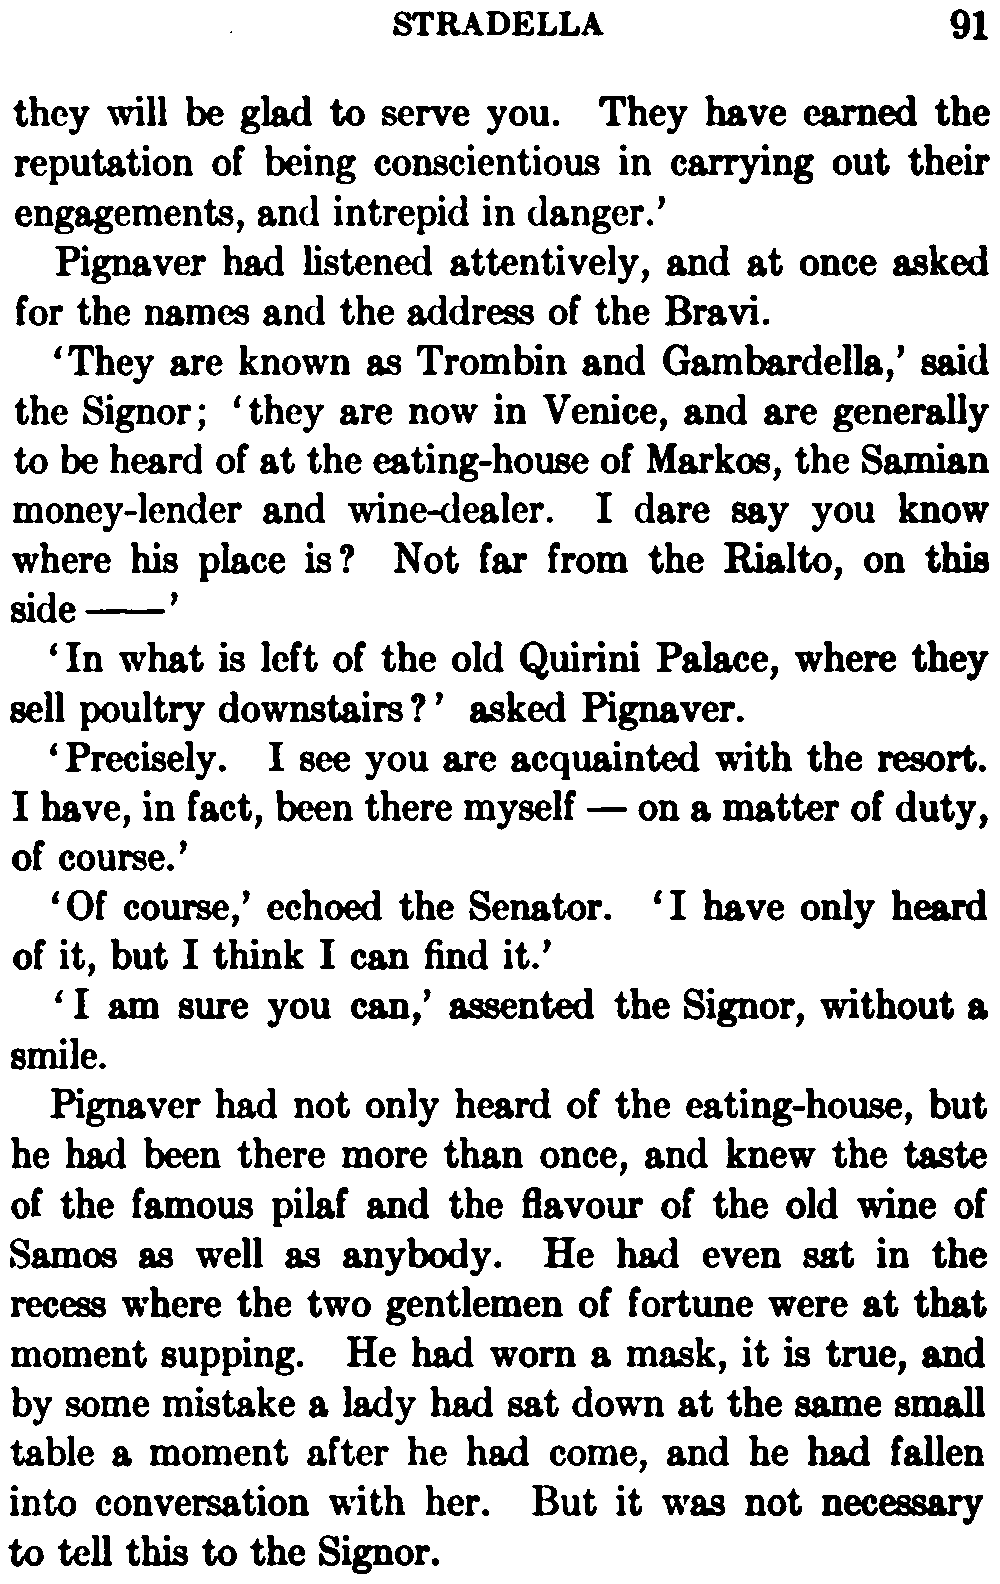 STRADELLA 91
they will be glad to serve you. They have earned the
reputation of being conscientious in carrying out their
engagements, and intrepid in danger.’
Pignaver had listened attentively, and at once asked
for the names and the address of the Bravi.
‘They are known as Trombin and Gambardella,’ said
the Signor; ‘they are now in Venice, and are generally
to be heard of at the eating-house of Markos, the Samian
money-lender and wine-dealer. I dare say you know
where his place is? Not far from the Rialto, on this
side ——’
‘In what is left of the old Quirini Palace, where they
sell poultry downstairs?’ asked Pignaver.
‘Precisely. I see you are acquainted with the resort.
I have, in fact, been there myself — on a matter of duty,
of course.’
‘Of course,’ echoed the Senator. ‘I have only heard
of it, but I think I can find it.’
‘I am sure you can,’ assented the Signor, without a
smile.
Pignaver had not only heard of the eating-house, but
he had been there more than once, and knew the taste
of the famous pilaf and the flavour of the old wine of
Samos as well as anybody. He had even sat in the
recess where the two gentlemen of fortune were at that
moment supping. He had worn a mask, it is true, and
by some mistake a lady had sat down at the same small
table a moment after he had come, and he had fallen
into conversation with her. But it was not necessary
to tell this to the Signor.